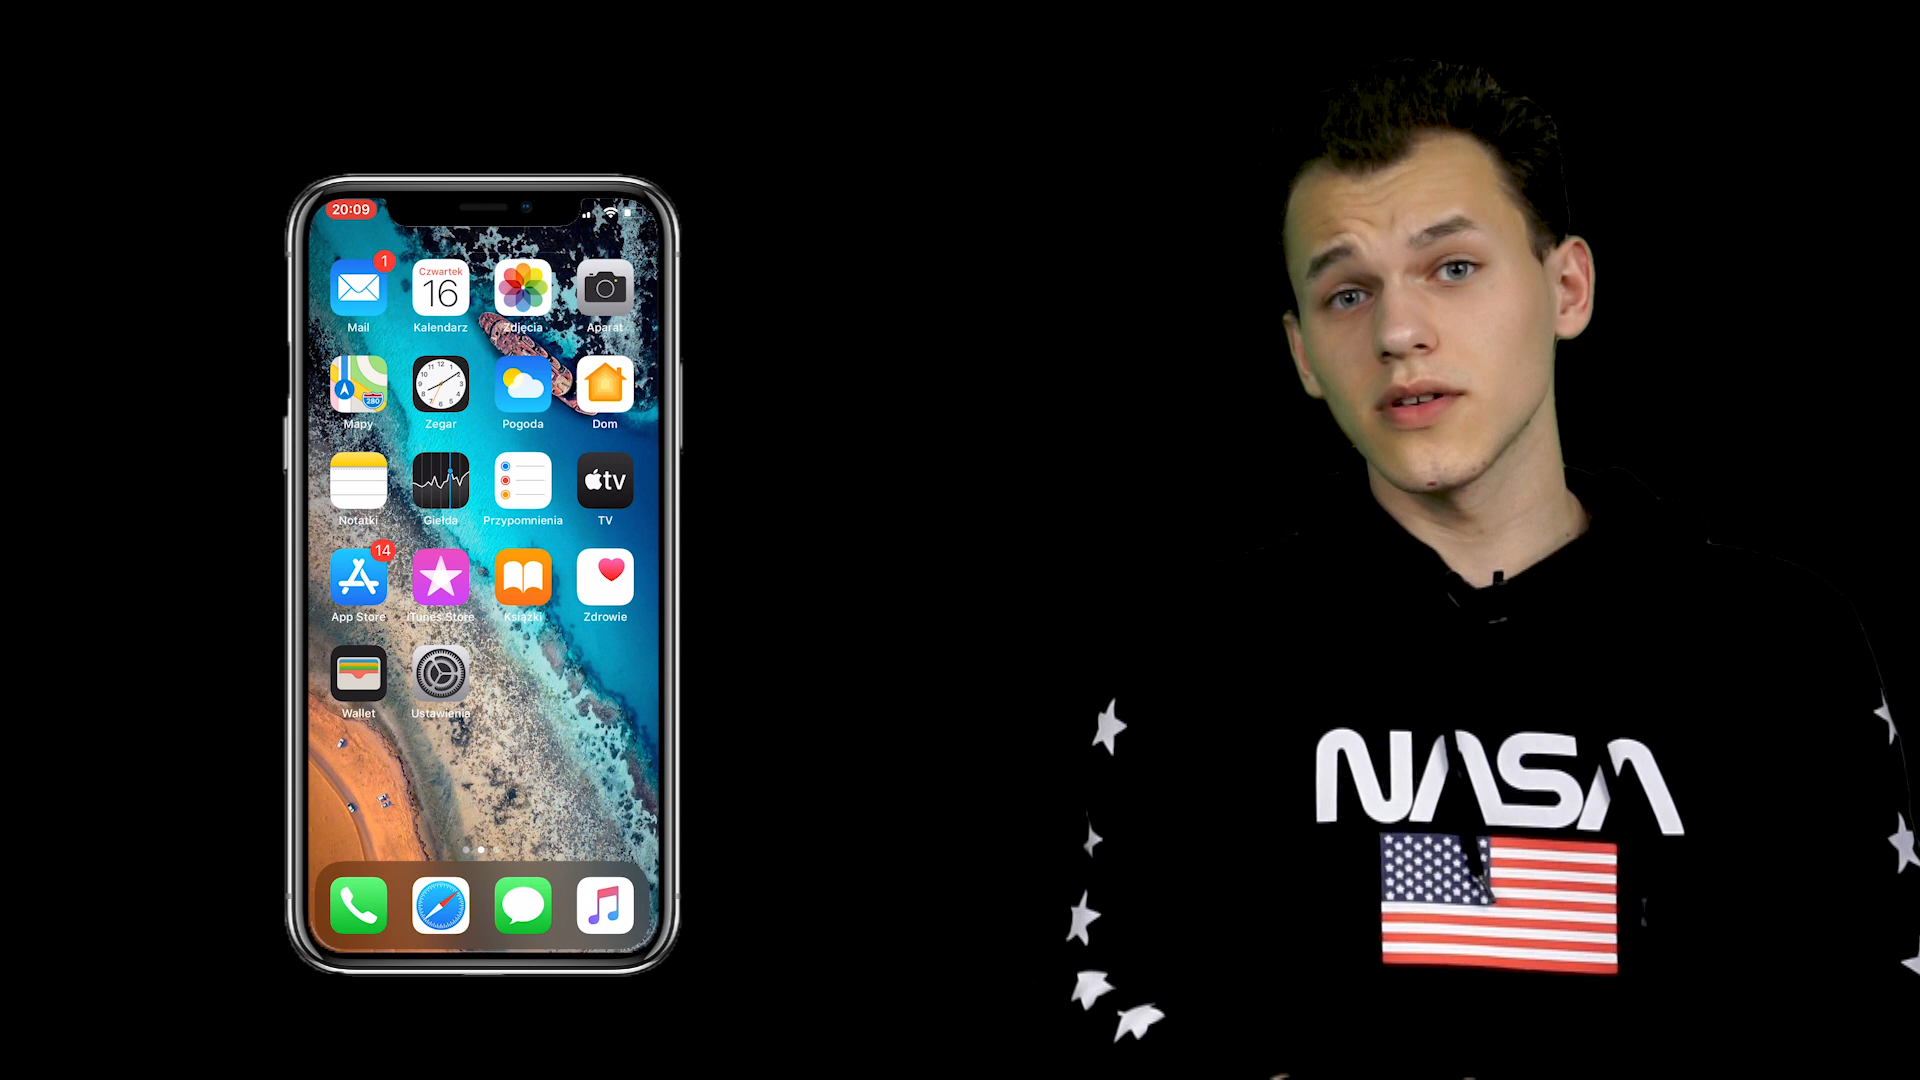 20:09
1
Czwartek
16
Mail
Kalendarz
Zdjęcia
Aparat
280
Mapy
Zegar
Pogoda
Dom
tv
Notatki
Giełda
Przypomnienia
TV
14
App Store
iTunes Store
Książki
Zdrowie
Wallet
Ustawienia
NASA